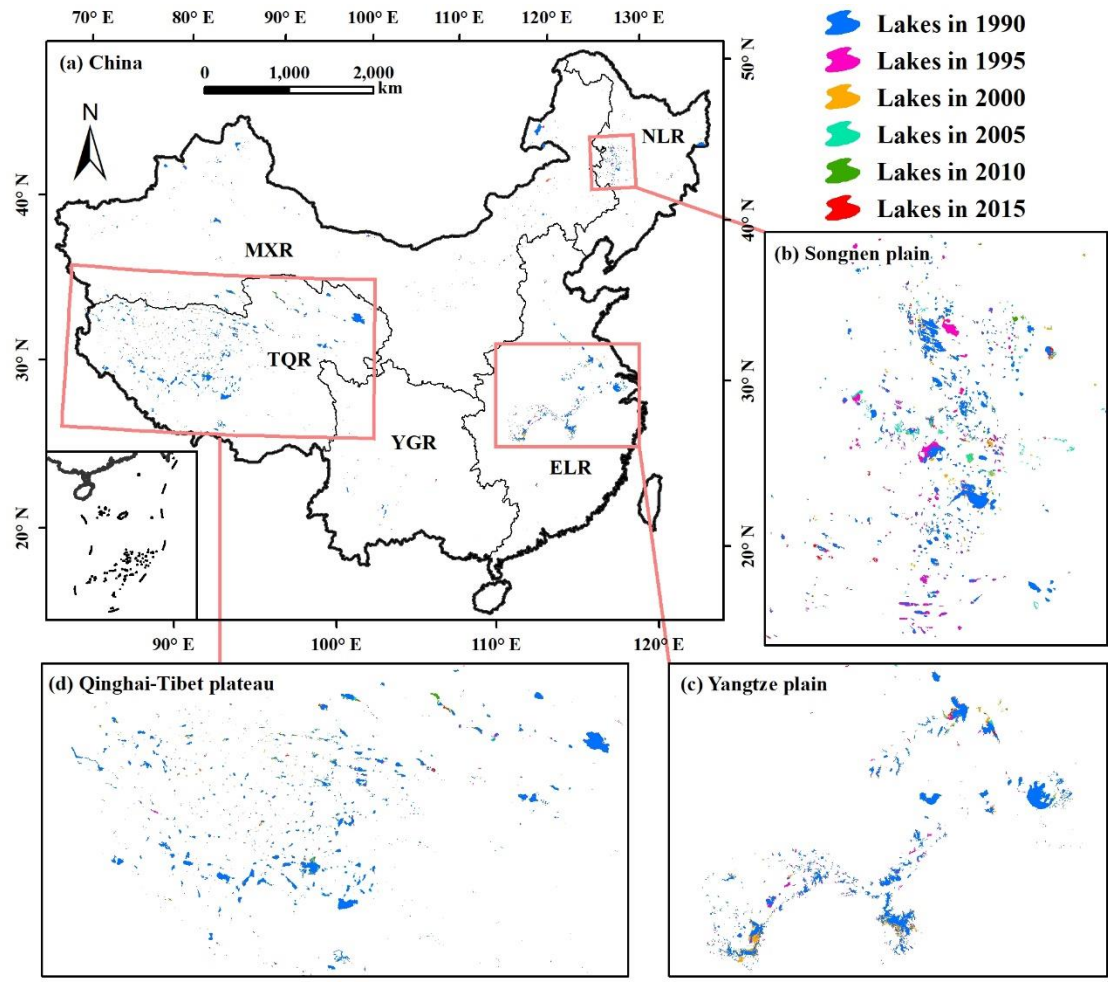 70° E 80° E 90° E 100° E 110° E 120° E 130° E
(a) China
0 1,000 2,000
km
N
50° N
40° N
30° N
20° N
40° N
30° N
20° N
50° N
NLR
MXR
TQR
YGR
ELR
90° E 100° E 110° E 120° E
Lakes in 1990
Lakes in 1995
Lakes in 2000
Lakes in 2005
Lakes in 2010
Lakes in 2015
(b) Songnen plain
(d) Qinghai-Tibet plateau
(c) Yangtze plain